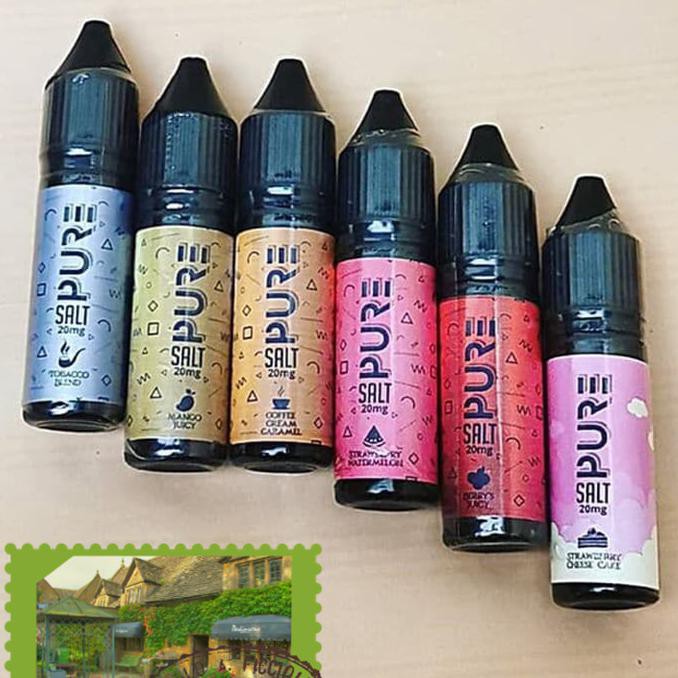 PURE
SALT
20mg
TOBACCO
BLEND
PURE
SALT
20mg
MANGO
JUICY
PURE
SALT
20mg
COFFEE
CREAM
CARAMEL
PURE
SALT
20mg
STRAWBERRY
WATERMELON
PURE
SALT
20mg
BERRY'S
JUICY
PURE
SALT
20mg
STRAWBERRY
CHEESE CAKE